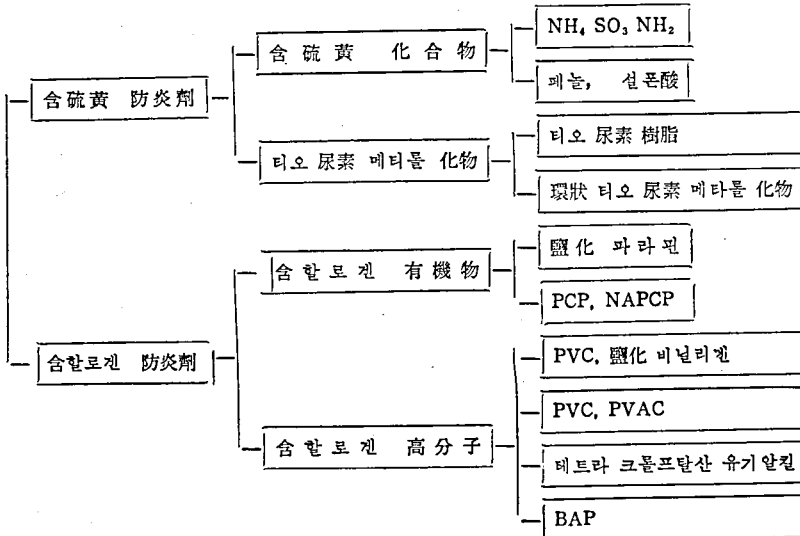 含硫黃 防炎劑
含硫黃 化合物
NH₄ SO₃ NH₂
페놀, 설폰酸
티오 尿素 메티롤 化物
티오 尿素 樹脂
環狀 티오 尿素 메타롤 化物
含할로겐 防炎劑
含할로겐 有機物
鹽化 파라핀
PCP, NAPCP
含할로겐 高分子
PVC, 鹽化 비닐리덴
PVC, PVAC
테트라 크롤프탈산 유기알킬
BAP